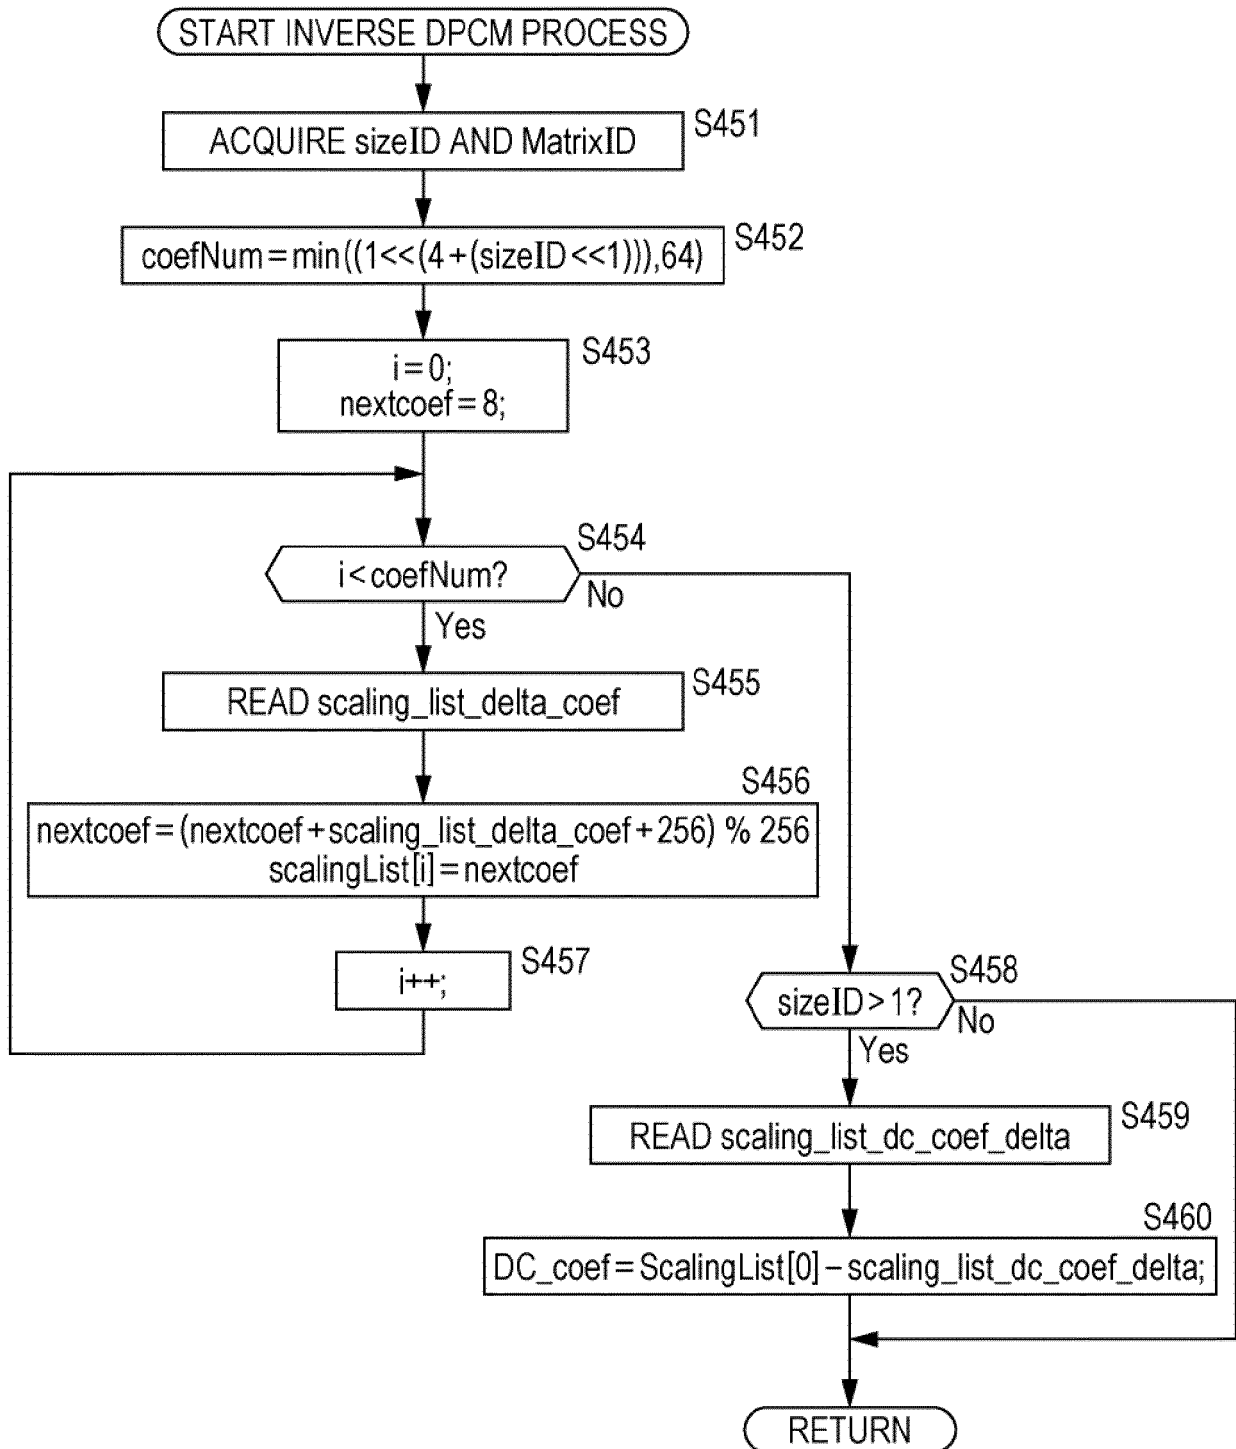 START INVERSE DPCM PROCESS
S451
ACQUIRE sizeID AND MatrixID
S452
coefNum=min((1<<(4+(sizeID<<1))),64)
S453
i=0;
nextcoef=8;
S454
i<coefNum?
No
Yes
S455
READ scaling_list_delta_coef
S456
nextcoef=(nextcoef+scaling_list_delta_coef+256) % 256
scalingList[i]=nextcoef
S457
i++;
S458
sizeID>1?
No
Yes
S459
READ scaling_list_dc_coef_delta
S460
DC_coef=ScalingList[0]−scaling_list_dc_coef_delta;
RETURN